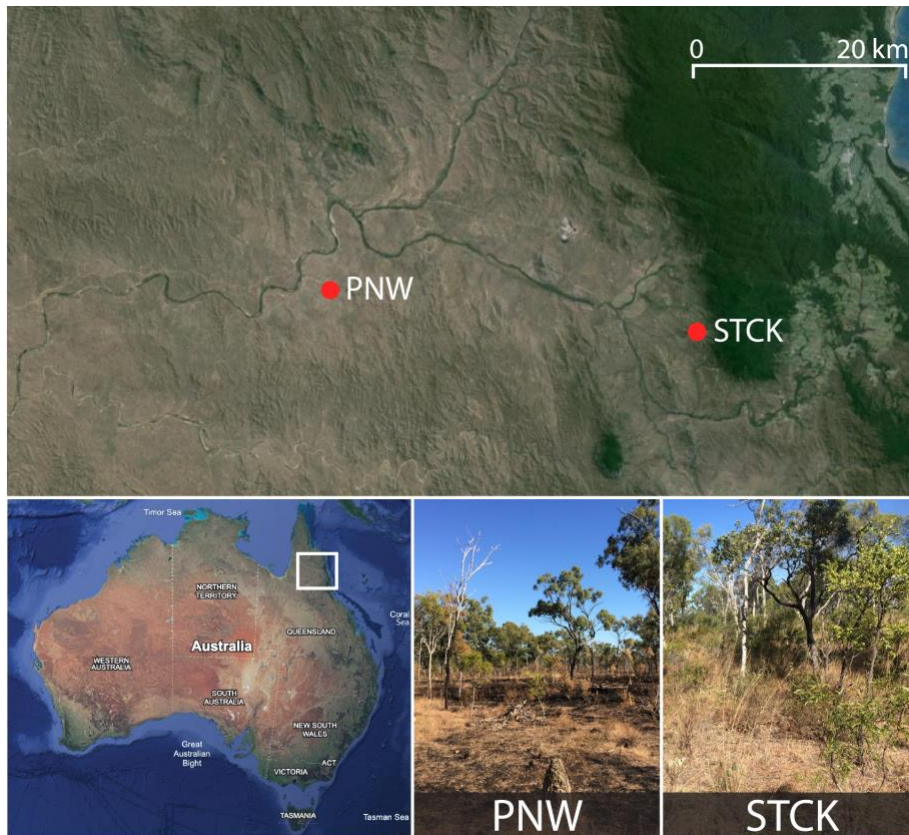 0 20 km
PNW
STCK
Timor Sea
NORTHERN
TERRITORY
Coral
Sea
QUEENSLAND
Australia
WESTERN
AUSTRALIA
SOUTH
AUSTRALIA
NEW SOUTH
WALES
Great
Australian
Bight
ACT
VICTORIA
TASMANIA
Tasman Sea
PNW
STCK